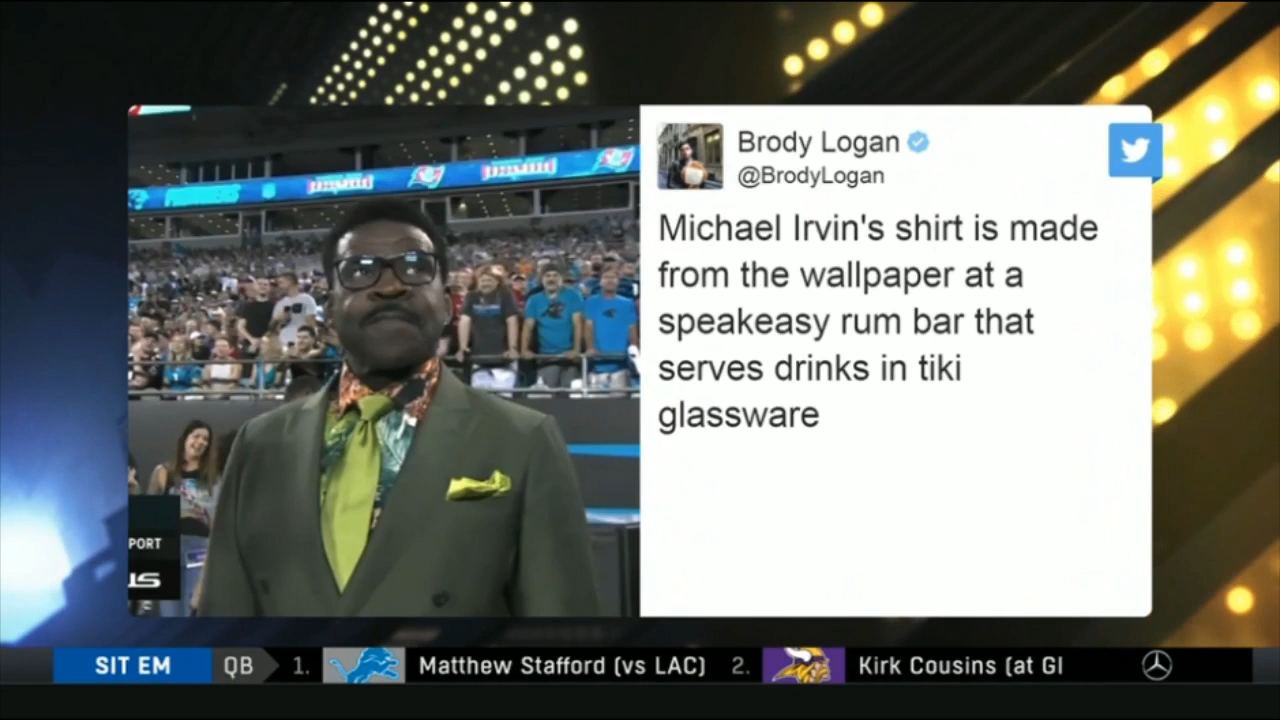 Brody Logan
@BrodyLogan
Michael Irvin's shirt is made
from the wallpaper at a
speakeasy rum bar that
serves drinks in tiki
glassware
PORT
SIT EM QB 1. Matthew Stafford (vs LAC) 2. Kirk Cousins (at GI